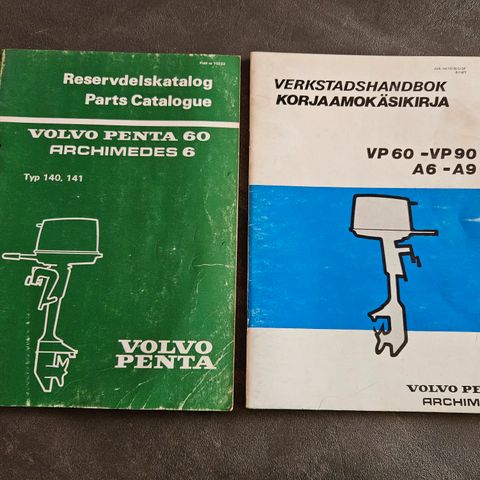 Reservdelskatalog
Parts Catalogue
VOLVO PENTA 60
ARCHIMEDES 6
Typ 140, 141
VOLVO
PENTA
VERKSTADSHANDBOK
KORJAAMOKÄSIKIRJA
VP 60 - VP 90
A6 - A9
VOLVO PE
ARCHIM